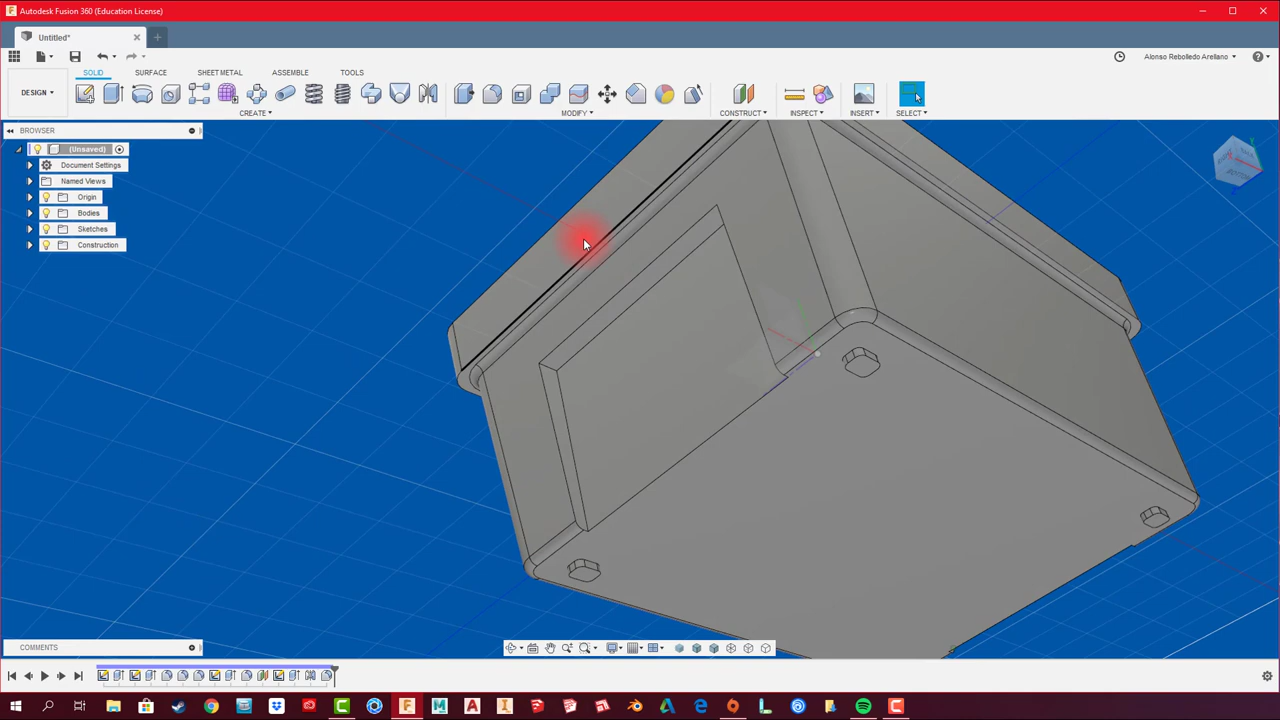 Autodesk Fusion 360 (Education License)
Untitled*
Alonso Rebolledo Arellano
SOLID SURFACE SHEET METAL ASSEMBLE TOOLS
DESIGN
CREATE MODIFY CONSTRUCT INSPECT INSERT SELECT
BROWSER
(Unsaved)
Document Settings
Named Views
Origin
Bodies
Sketches
Construction
COMMENTS